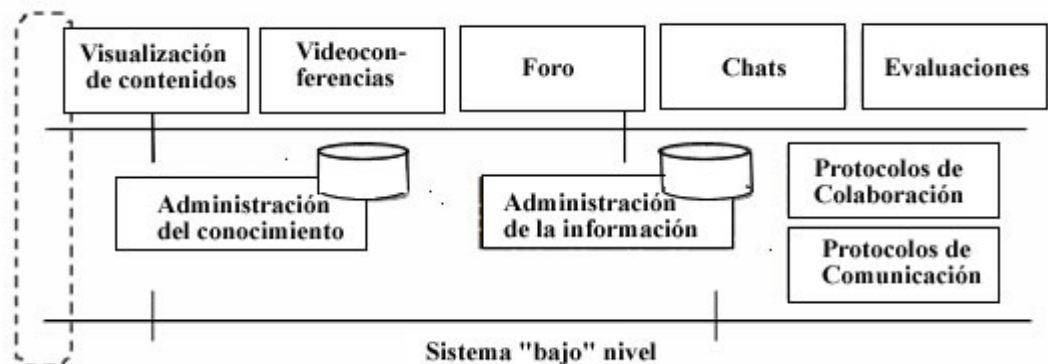 Visualización
de contenidos
Videocon-
ferencias
Foro
Chats
Evaluaciones
Administración
del conocimiento
Administración
de la información
Protocolos de
Colaboración
Protocolos de
Comunicación
Sistema "bajo" nivel